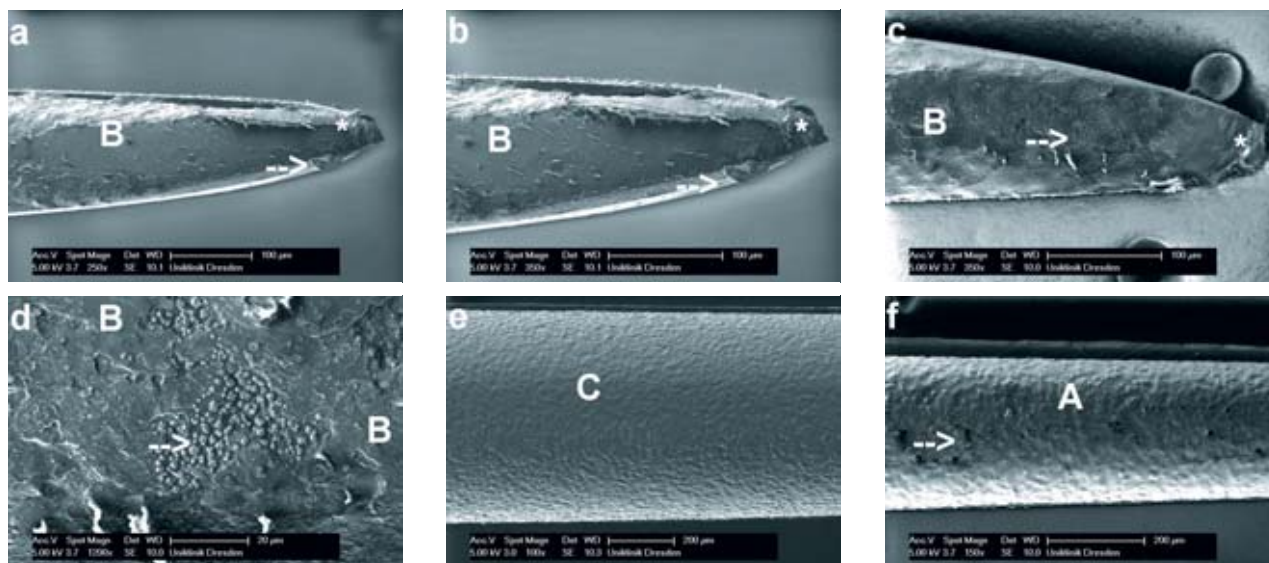 a
B
*
-->
Acc.V Spot Magn Det WD 100 µm
5.00 kV 3.7 250x SE 10.1 Uniklinik Dresden
b
B
*
-->
Acc.V Spot Magn Det WD 100 µm
5.00 kV 3.7 350x SE 10.1 Uniklinik Dresden
c
B
-->
*
Acc.V Spot Magn Det WD 100 µm
5.00 kV 3.7 350x SE 10.0 Uniklinik Dresden
d
B
B
-->
Acc.V Spot Magn Det WD 20 µm
5.00 kV 3.7 SE 10.0 Uniklinik Dresden
e
C
Acc.V Spot Magn Det WD 200 µm
5.00 kV 3.0 100x SE 10.3 Uniklinik Dresden
f
A
-->
Acc.V Spot Magn Det WD 200 µm
5.00 kV 3.7 150x SE 10.0 Uniklinik Dresden